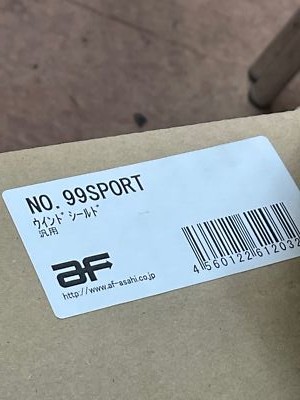 NO. 99SPORT
ｳｲﾝﾄﾞｼｰﾙﾄﾞ
汎用
af
http://www.af-asahi.co.jp
4560122612032